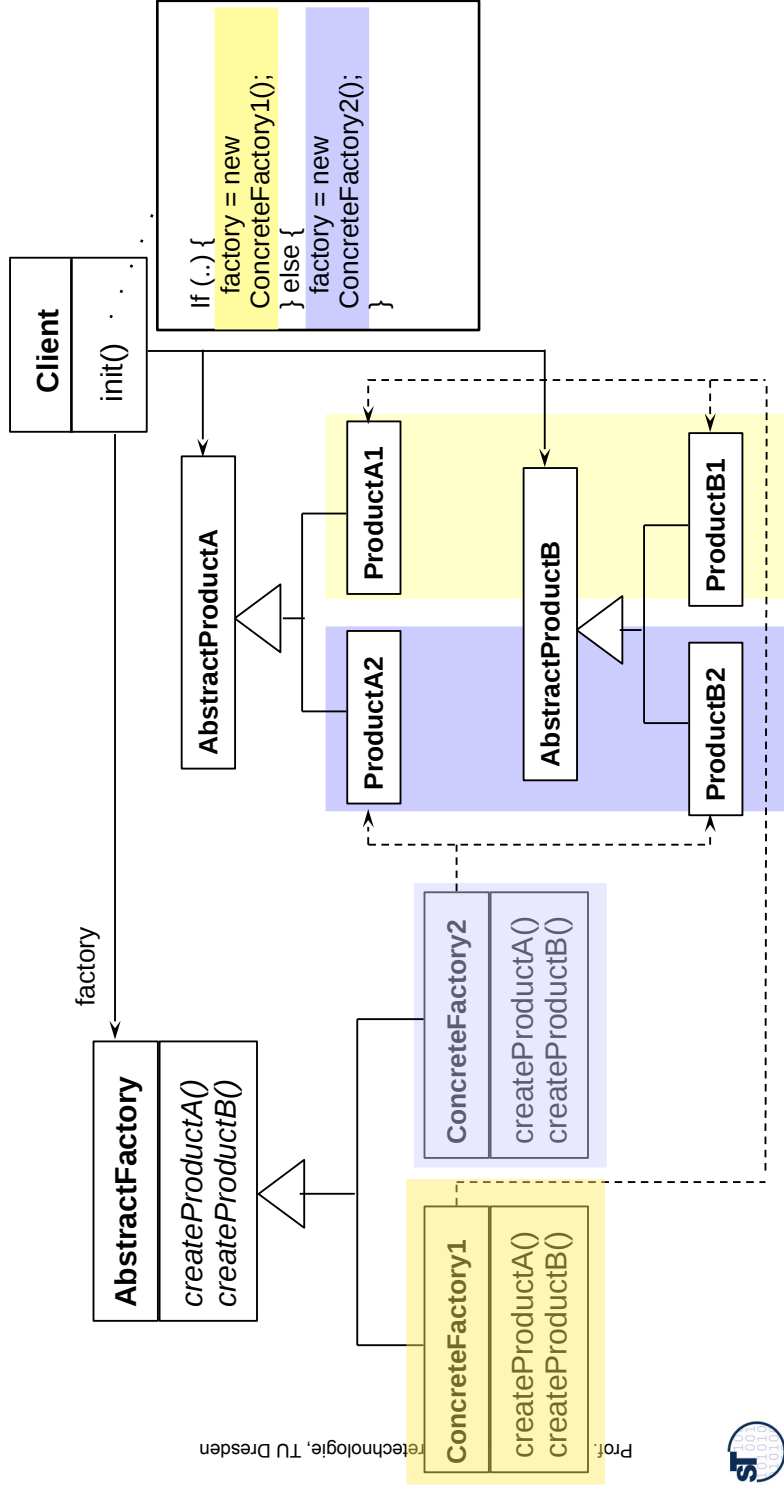 AbstractFactory
createProductA()
createProductB()
factory
Client
init()
If (..) {
factory = new
ConcreteFactory1();
} else {
factory = new
ConcreteFactory2();
}
AbstractProductA
ProductA2
ProductA1
AbstractProductB
ProductB2
ProductB1
ConcreteFactory1
createProductA()
createProductB()
ConcreteFactory2
createProductA()
createProductB()
Prof.
TU Dresden
ST